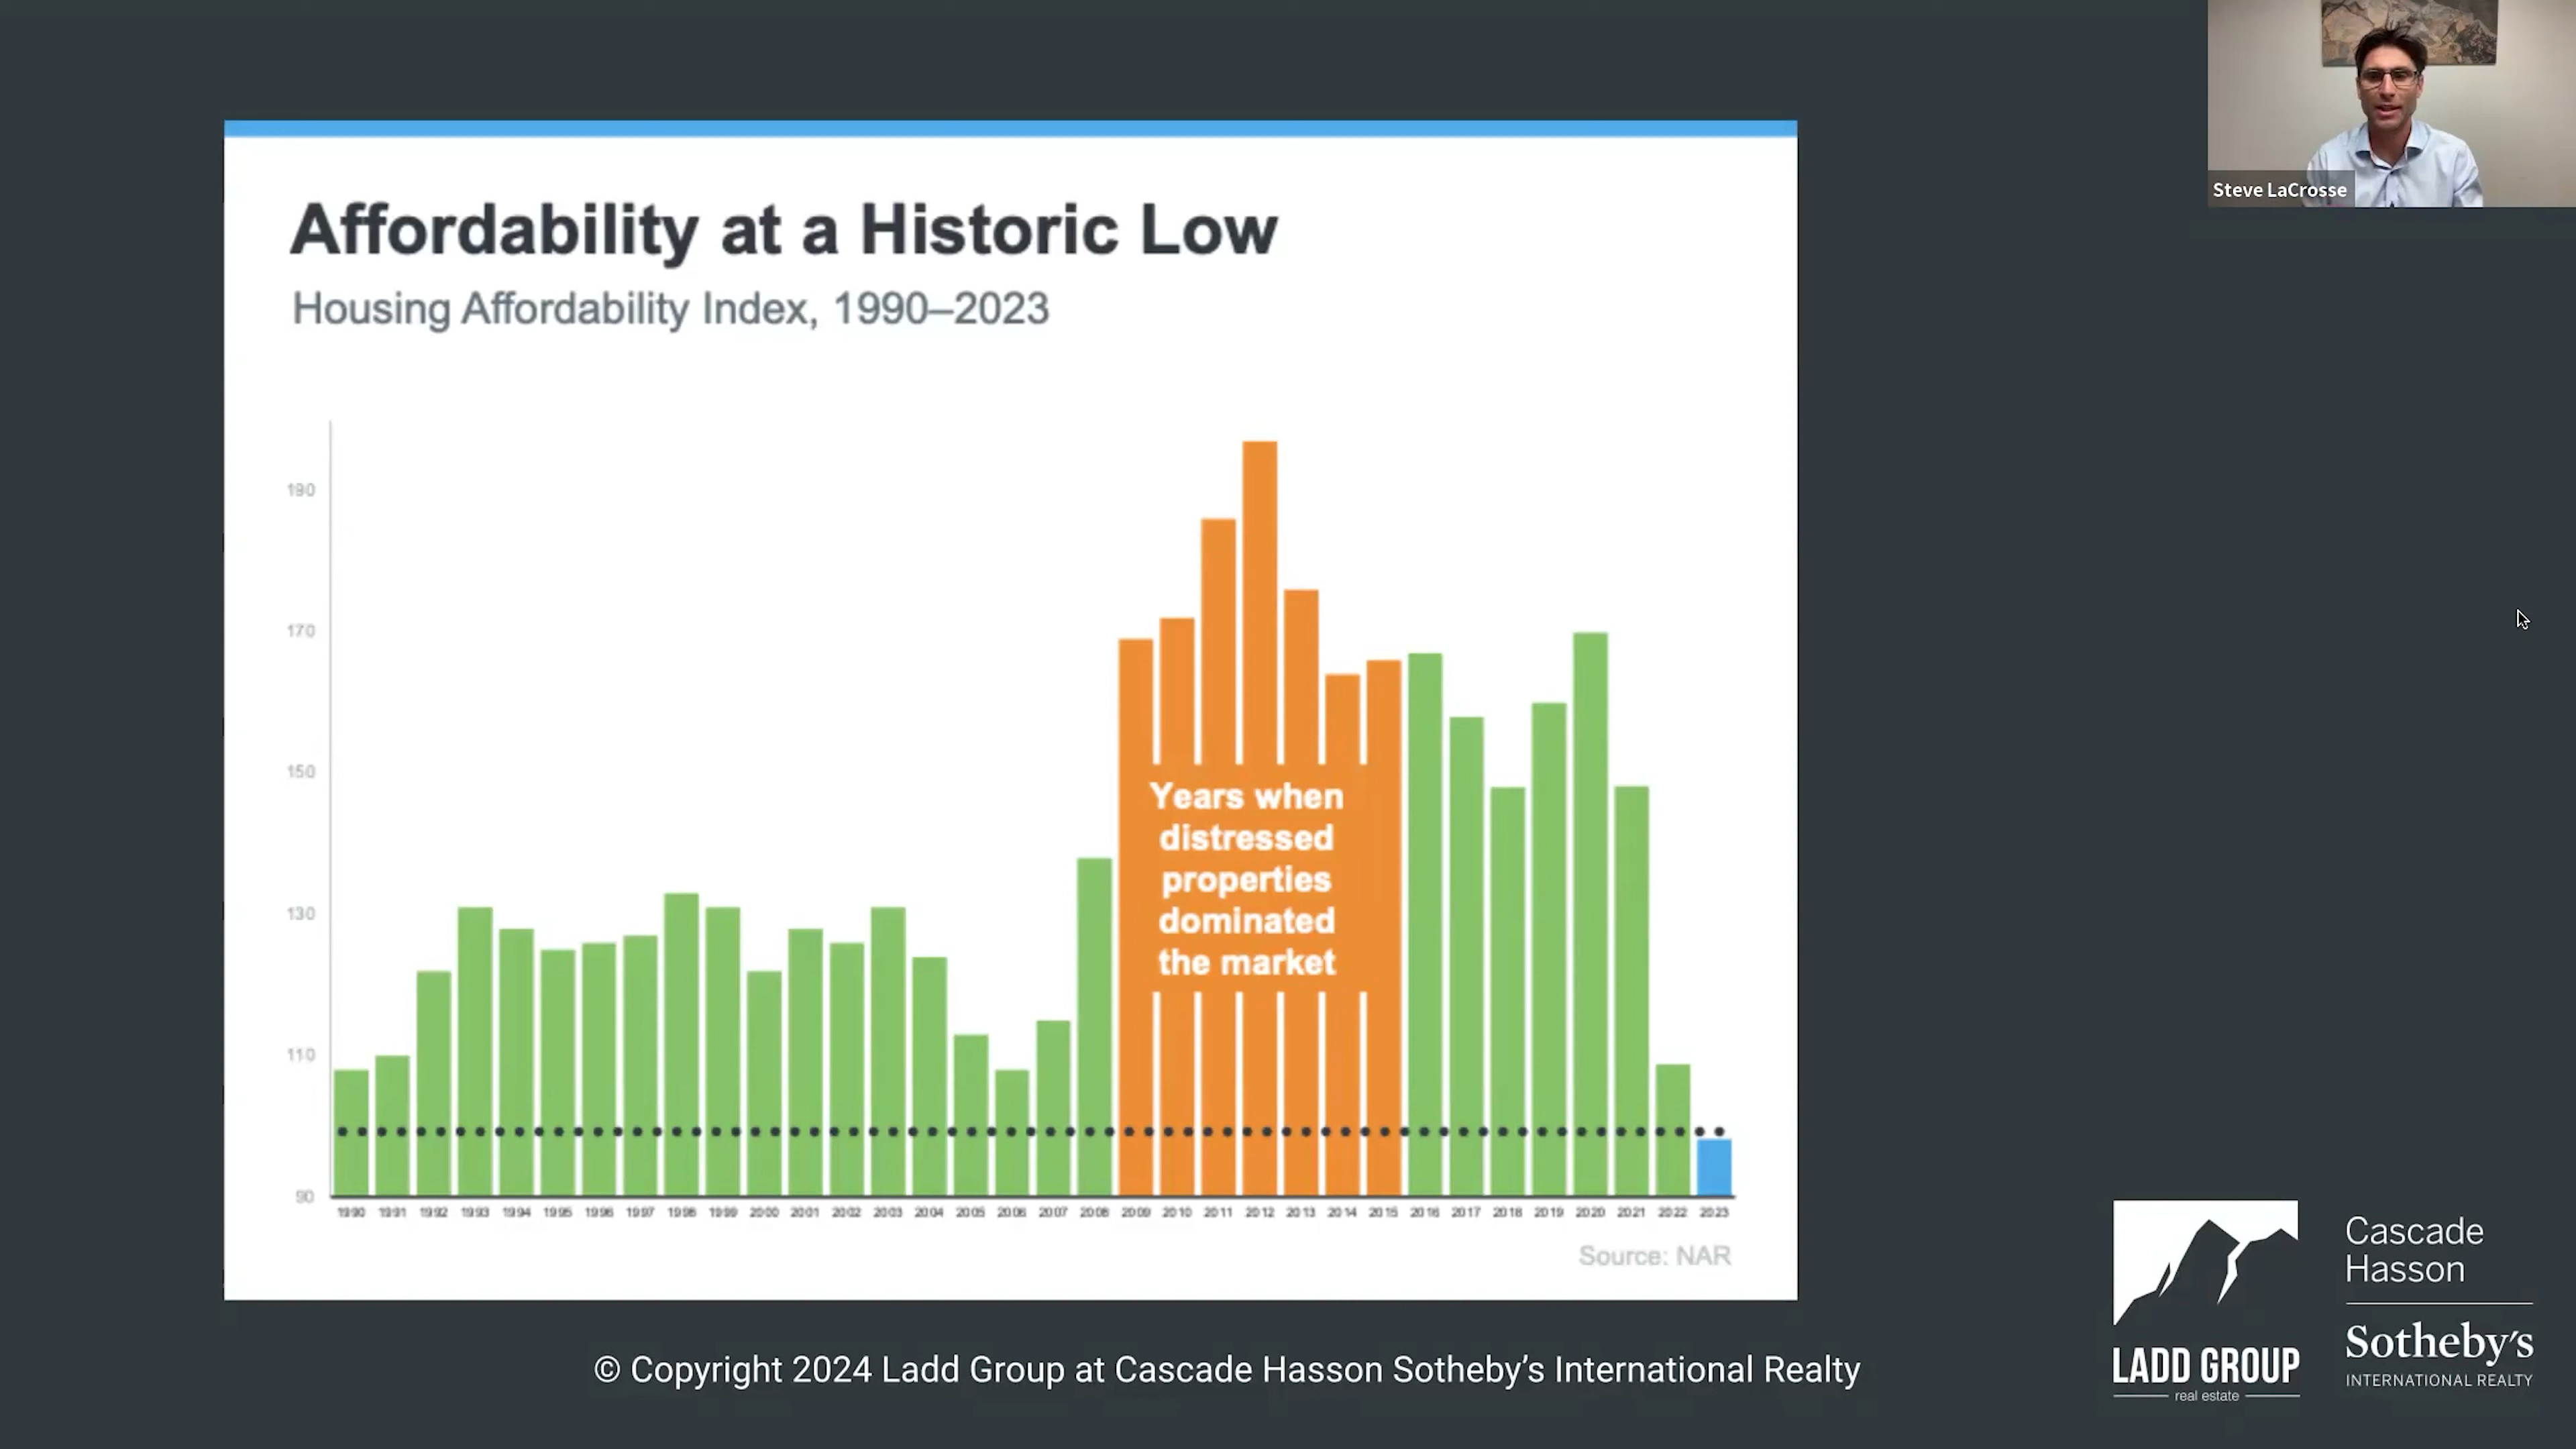 Steve LaCrosse
Affordability at a Historic Low
Housing Affordability Index, 1990–2023
190
170
150
130
110
90
Years when
distressed
properties
dominated
the market
1990 1991 1992 1993 1994 1995 1996 1997 1998 1999 2000 2001 2002 2003 2004 2005 2006 2007 2008 2009 2010 2011 2012 2013 2014 2015 2016 2017 2018 2019 2020 2021 2022 2023
Source: NAR
© Copyright 2024 Ladd Group at Cascade Hasson Sotheby’s International Realty
LADD GROUP
real estate
Cascade
Hasson
Sotheby’s
INTERNATIONAL REALTY